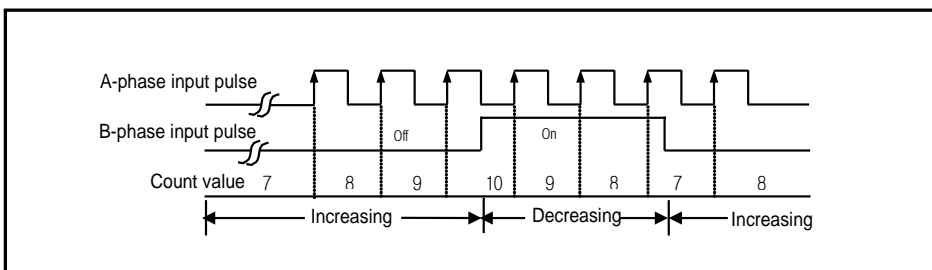 A-phase input pulse
B-phase input pulse
Off
On
Count value
7
8
9
10
9
8
7
8
Increasing
Decreasing
Increasing